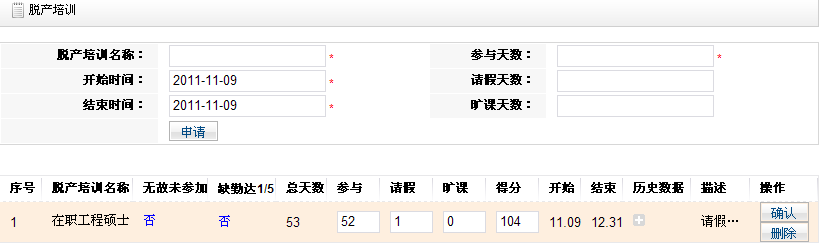 脱产培训
脱产培训名称： * 参与天数： *
开始时间： 2011-11-09 * 请假天数：
结束时间： 2011-11-09 * 旷课天数：
申请
序号 脱产培训名称 无故未参加 缺勤达1/5 总天数 参与 请假 旷课 得分 开始 结束 历史数据 描述 操作
1 在职工程硕士 否 否 53 52 1 0 104 11.09 12.31 请假… 确认
删除